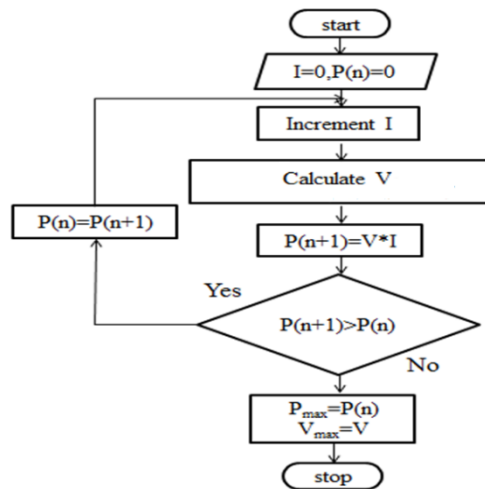 start
I=0,P(n)=0
Increment I
Calculate V
P(n)=P(n+1)
P(n+1)=V*I
Yes
P(n+1)>P(n)
No
Pmax=P(n)
Vmax=V
stop